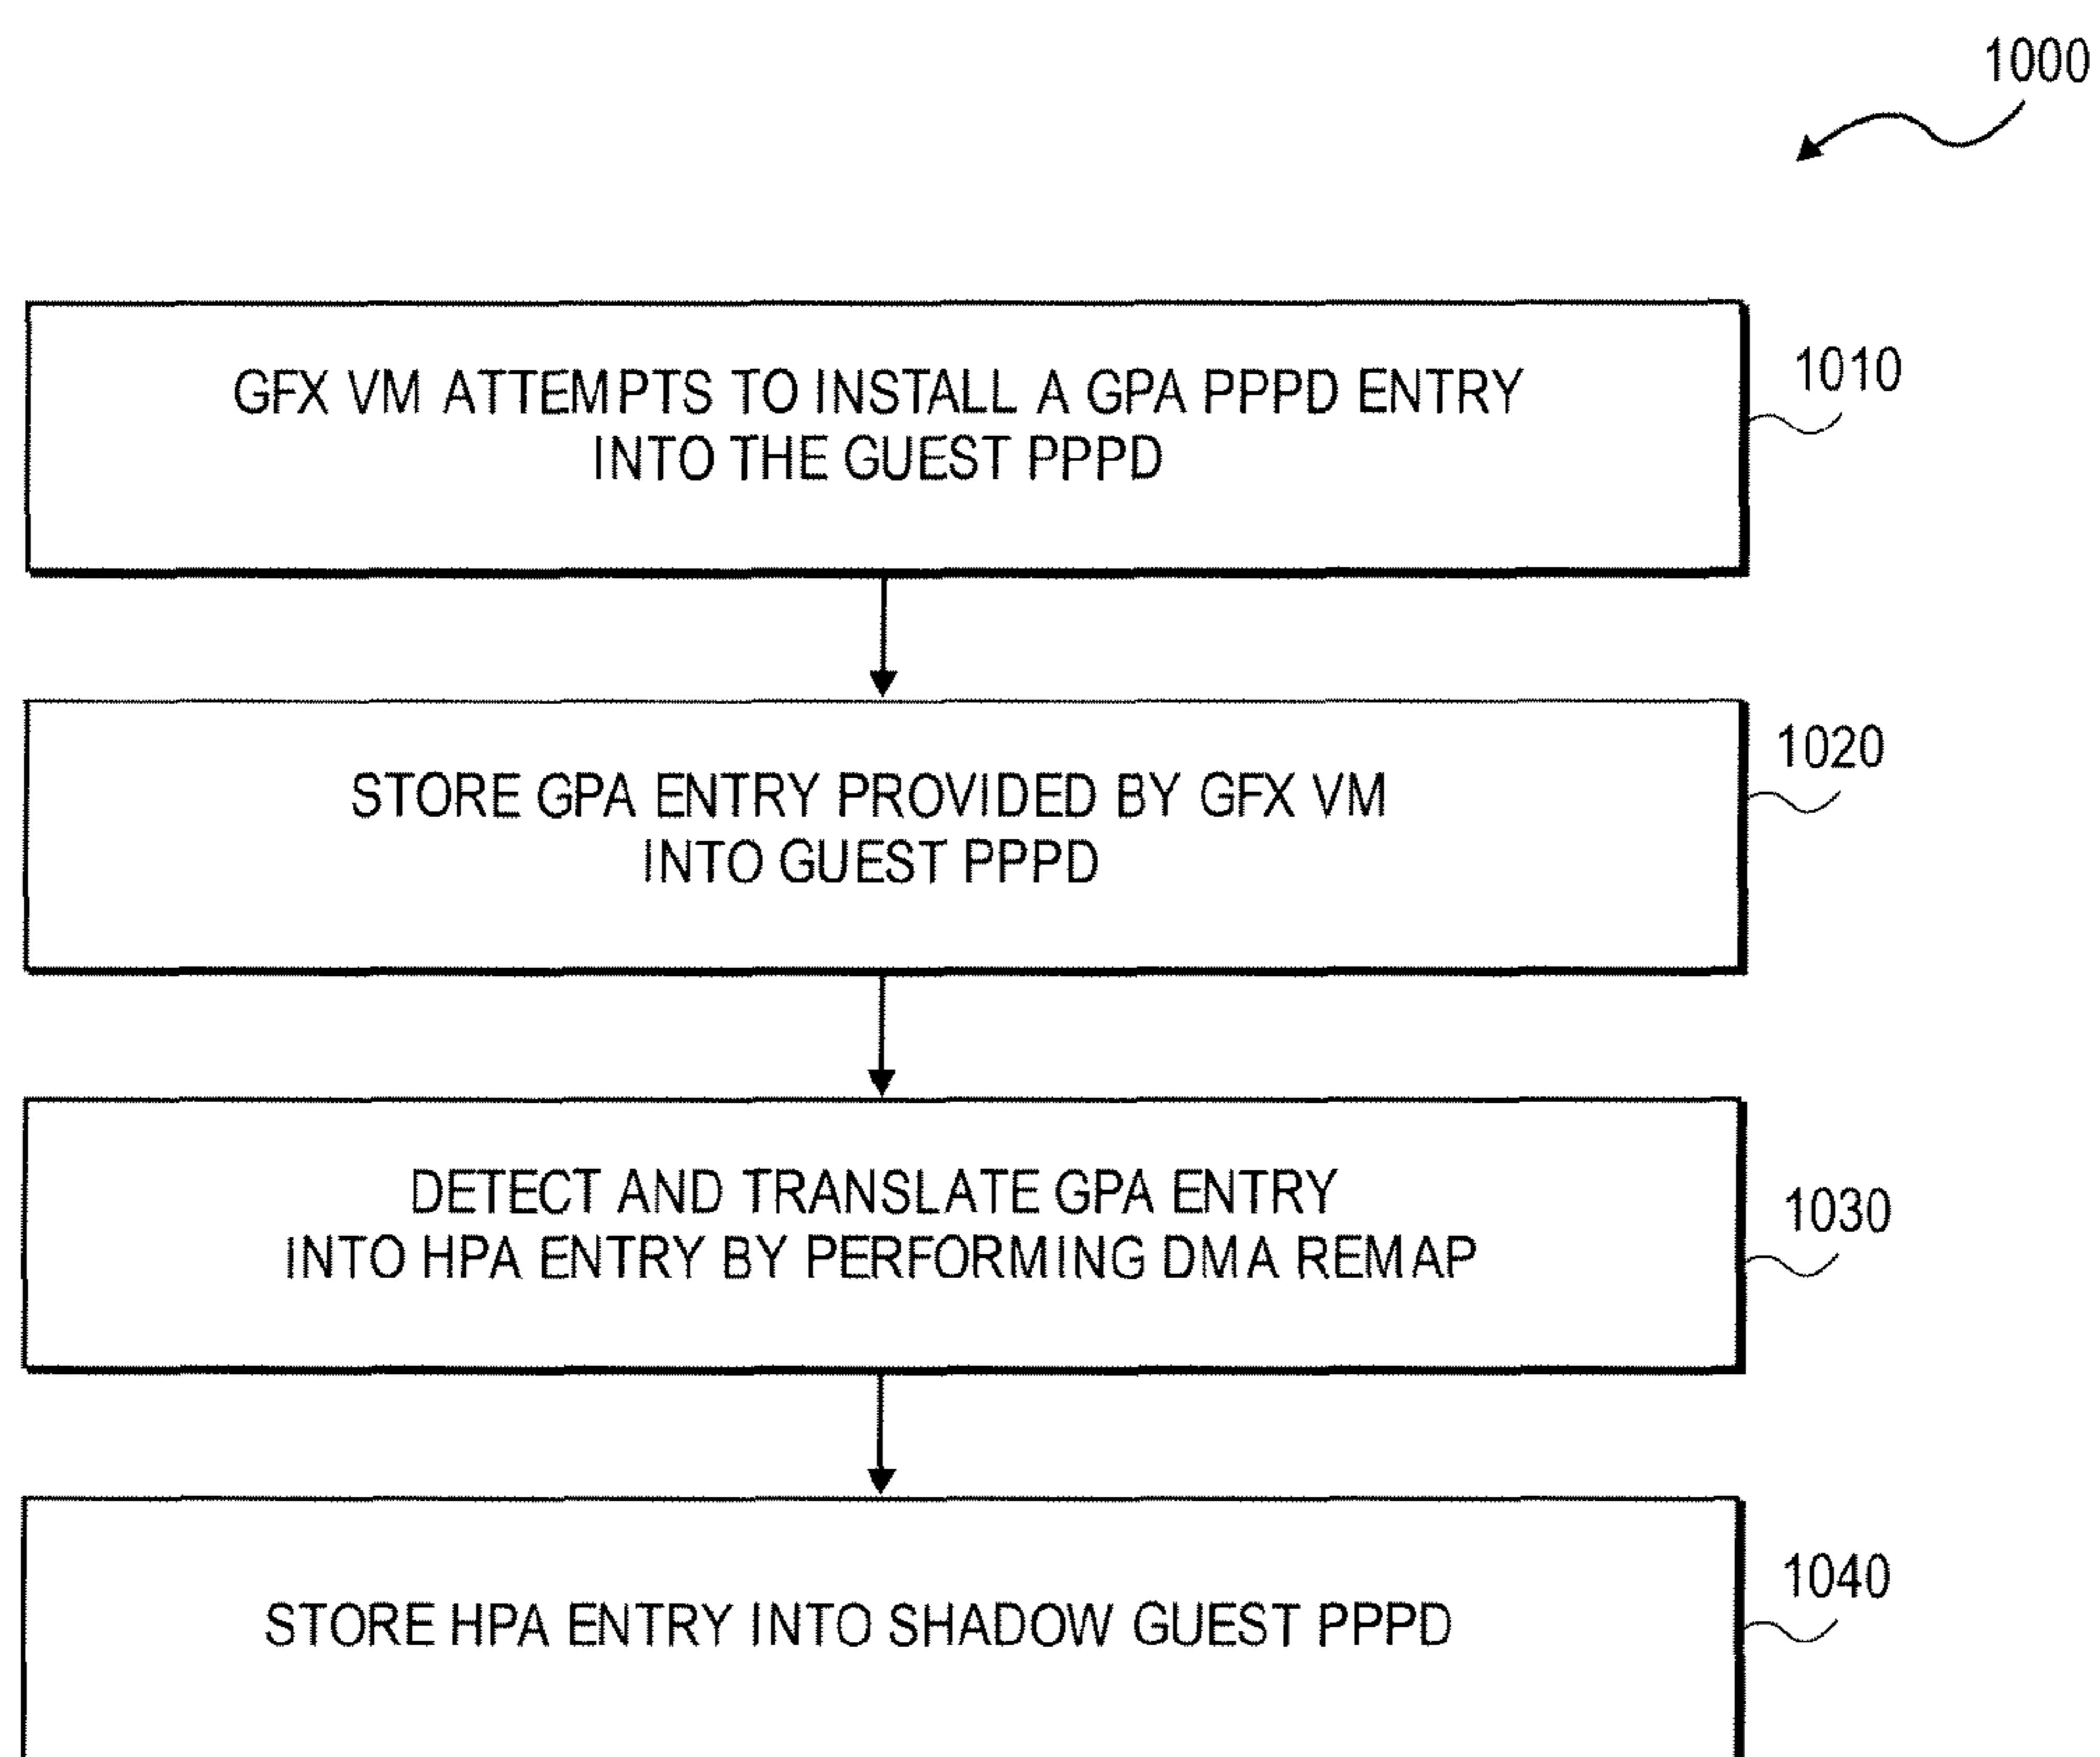 1000
GFX VM ATTEMPTS TO INSTALL A GPA PPPD ENTRY
INTO THE GUEST PPPD
1010
STORE GPA ENTRY PROVIDED BY GFX VM
INTO GUEST PPPD
1020
DETECT AND TRANSLATE GPA ENTRY
INTO HPA ENTRY BY PERFORMING DMA REMAP
1030
STORE HPA ENTRY INTO SHADOW GUEST PPPD
1040